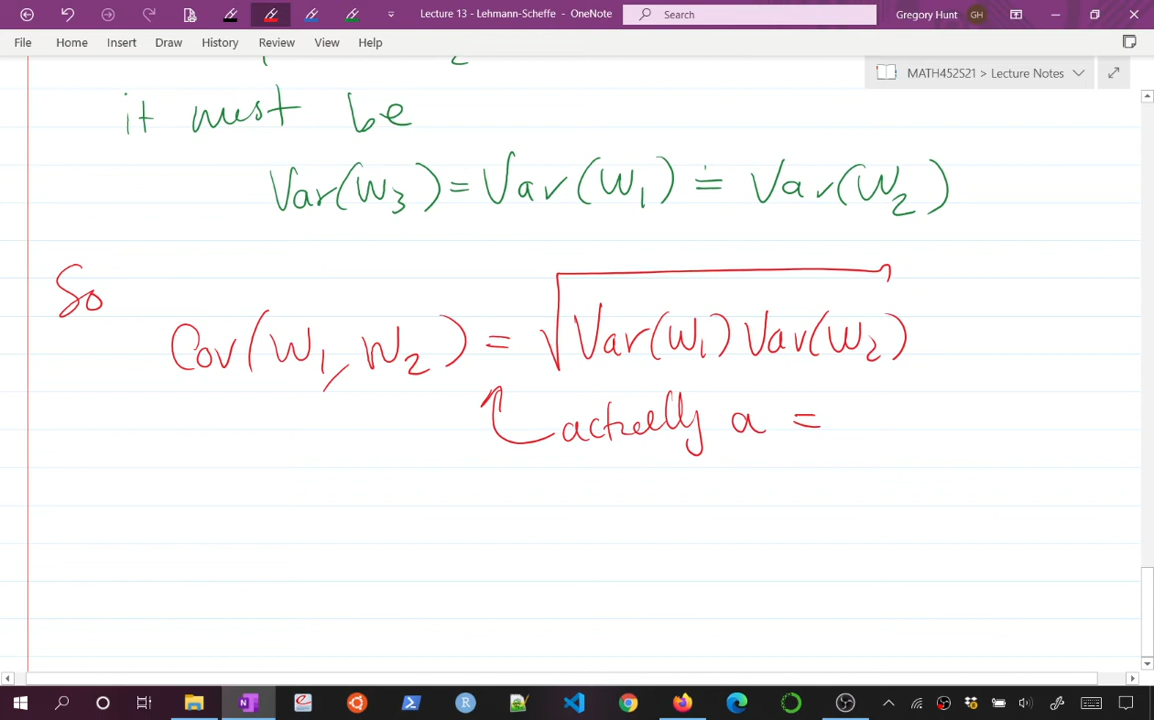 Lecture 13 - Lehmann-Scheffe - OneNote
Search
Gregory Hunt GH
File Home Insert Draw History Review View Help
MATH452S21 > Lecture Notes
it must be
Var(W3) = Var(W1) = Var(W2)
So
Cov(W1, W2) = √Var(W1) Var(W2)
actually a =